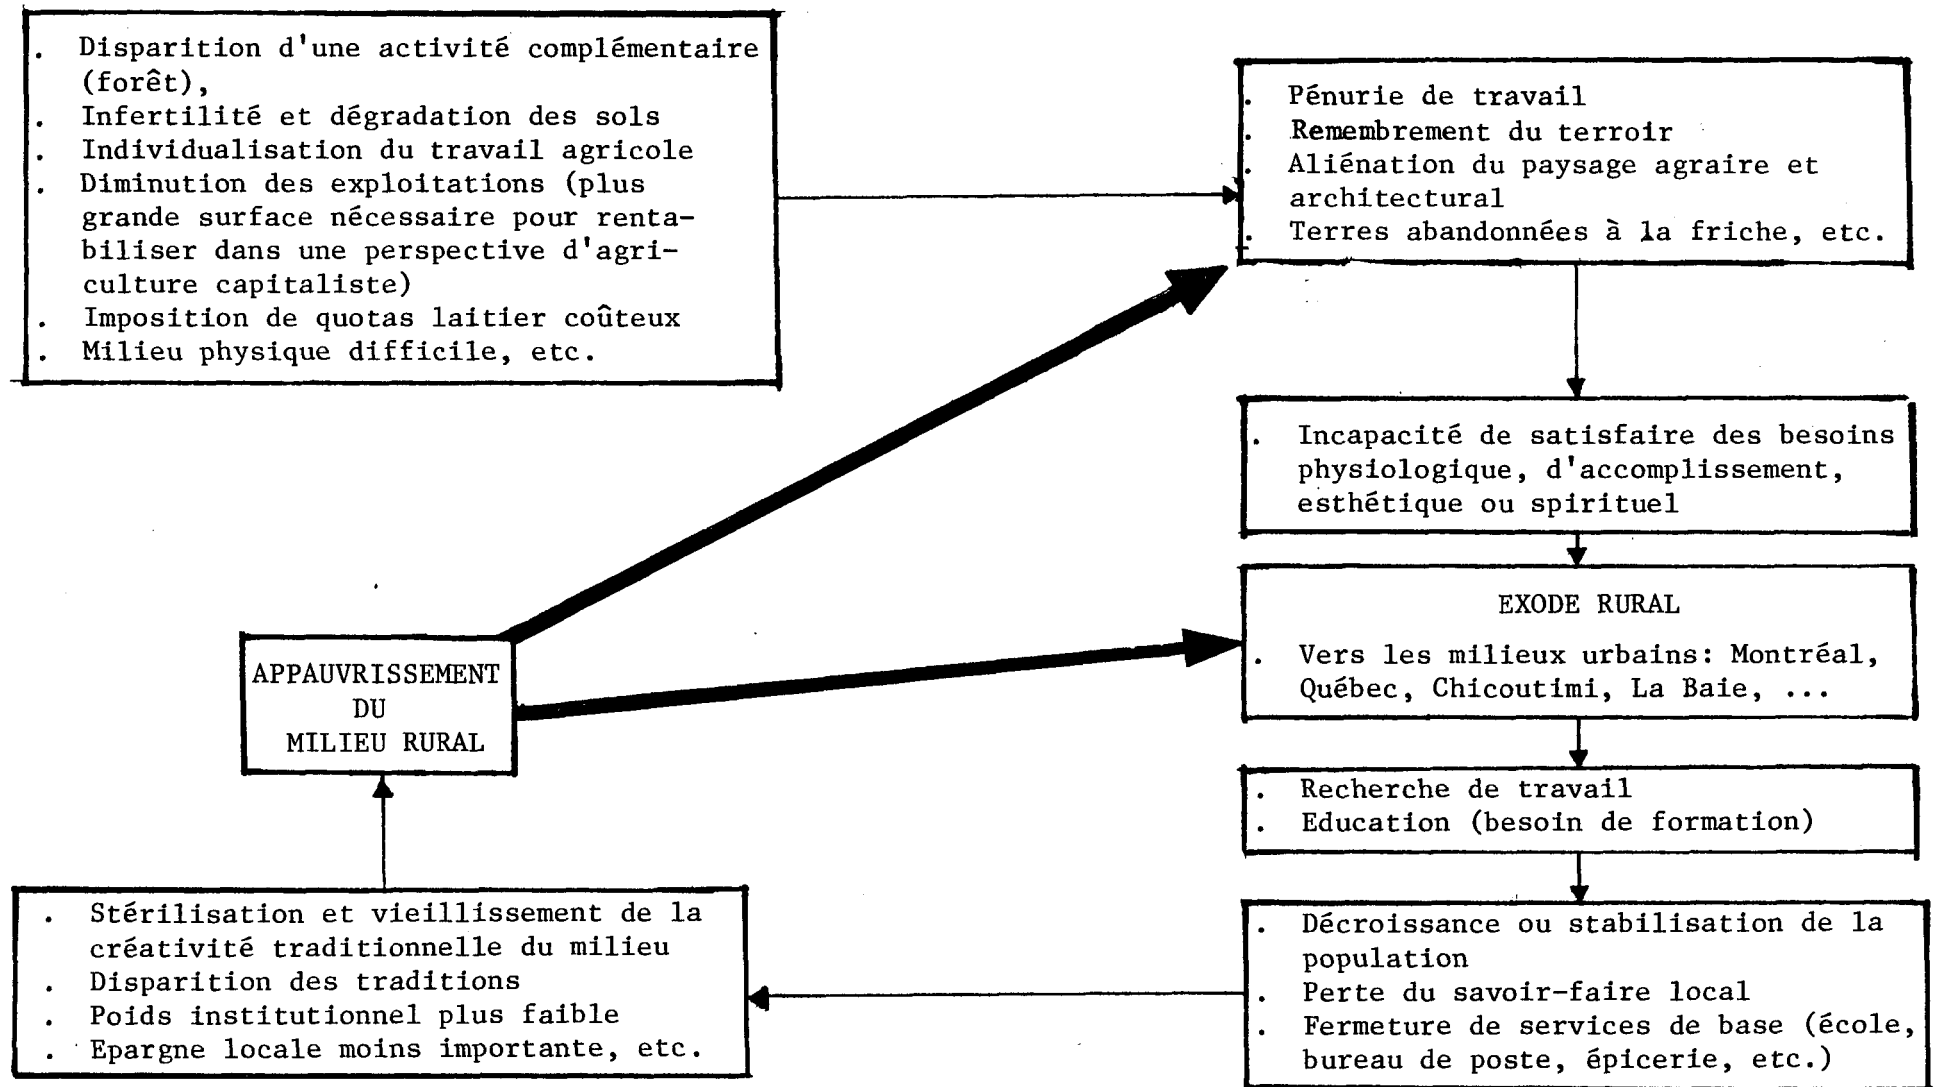 . Disparition d'une activité complémentaire
(forêt),
. Infertilité et dégradation des sols
. Individualisation du travail agricole
. Diminution des exploitations (plus
grande surface nécessaire pour renta-
biliser dans une perspective d'agri-
culture capitaliste)
. Imposition de quotas laitier coûteux
. Milieu physique difficile, etc.
. Pénurie de travail
. Remembrement du terroir
. Aliénation du paysage agraire et
architectural
. Terres abandonnées à la friche, etc.
. Incapacité de satisfaire des besoins
physiologique, d'accomplissement,
esthétique ou spirituel
EXODE RURAL
. Vers les milieux urbains: Montréal,
Québec, Chicoutimi, La Baie, ...
. Recherche de travail
. Education (besoin de formation)
. Décroissance ou stabilisation de la
population
. Perte du savoir-faire local
. Fermeture de services de base (école,
bureau de poste, épicerie, etc.)
. Stérilisation et vieillissement de la
créativité traditionnelle du milieu
. Disparition des traditions
. Poids institutionnel plus faible
. Epargne locale moins importante, etc.
APPAUVRISSEMENT
DU
MILIEU RURAL